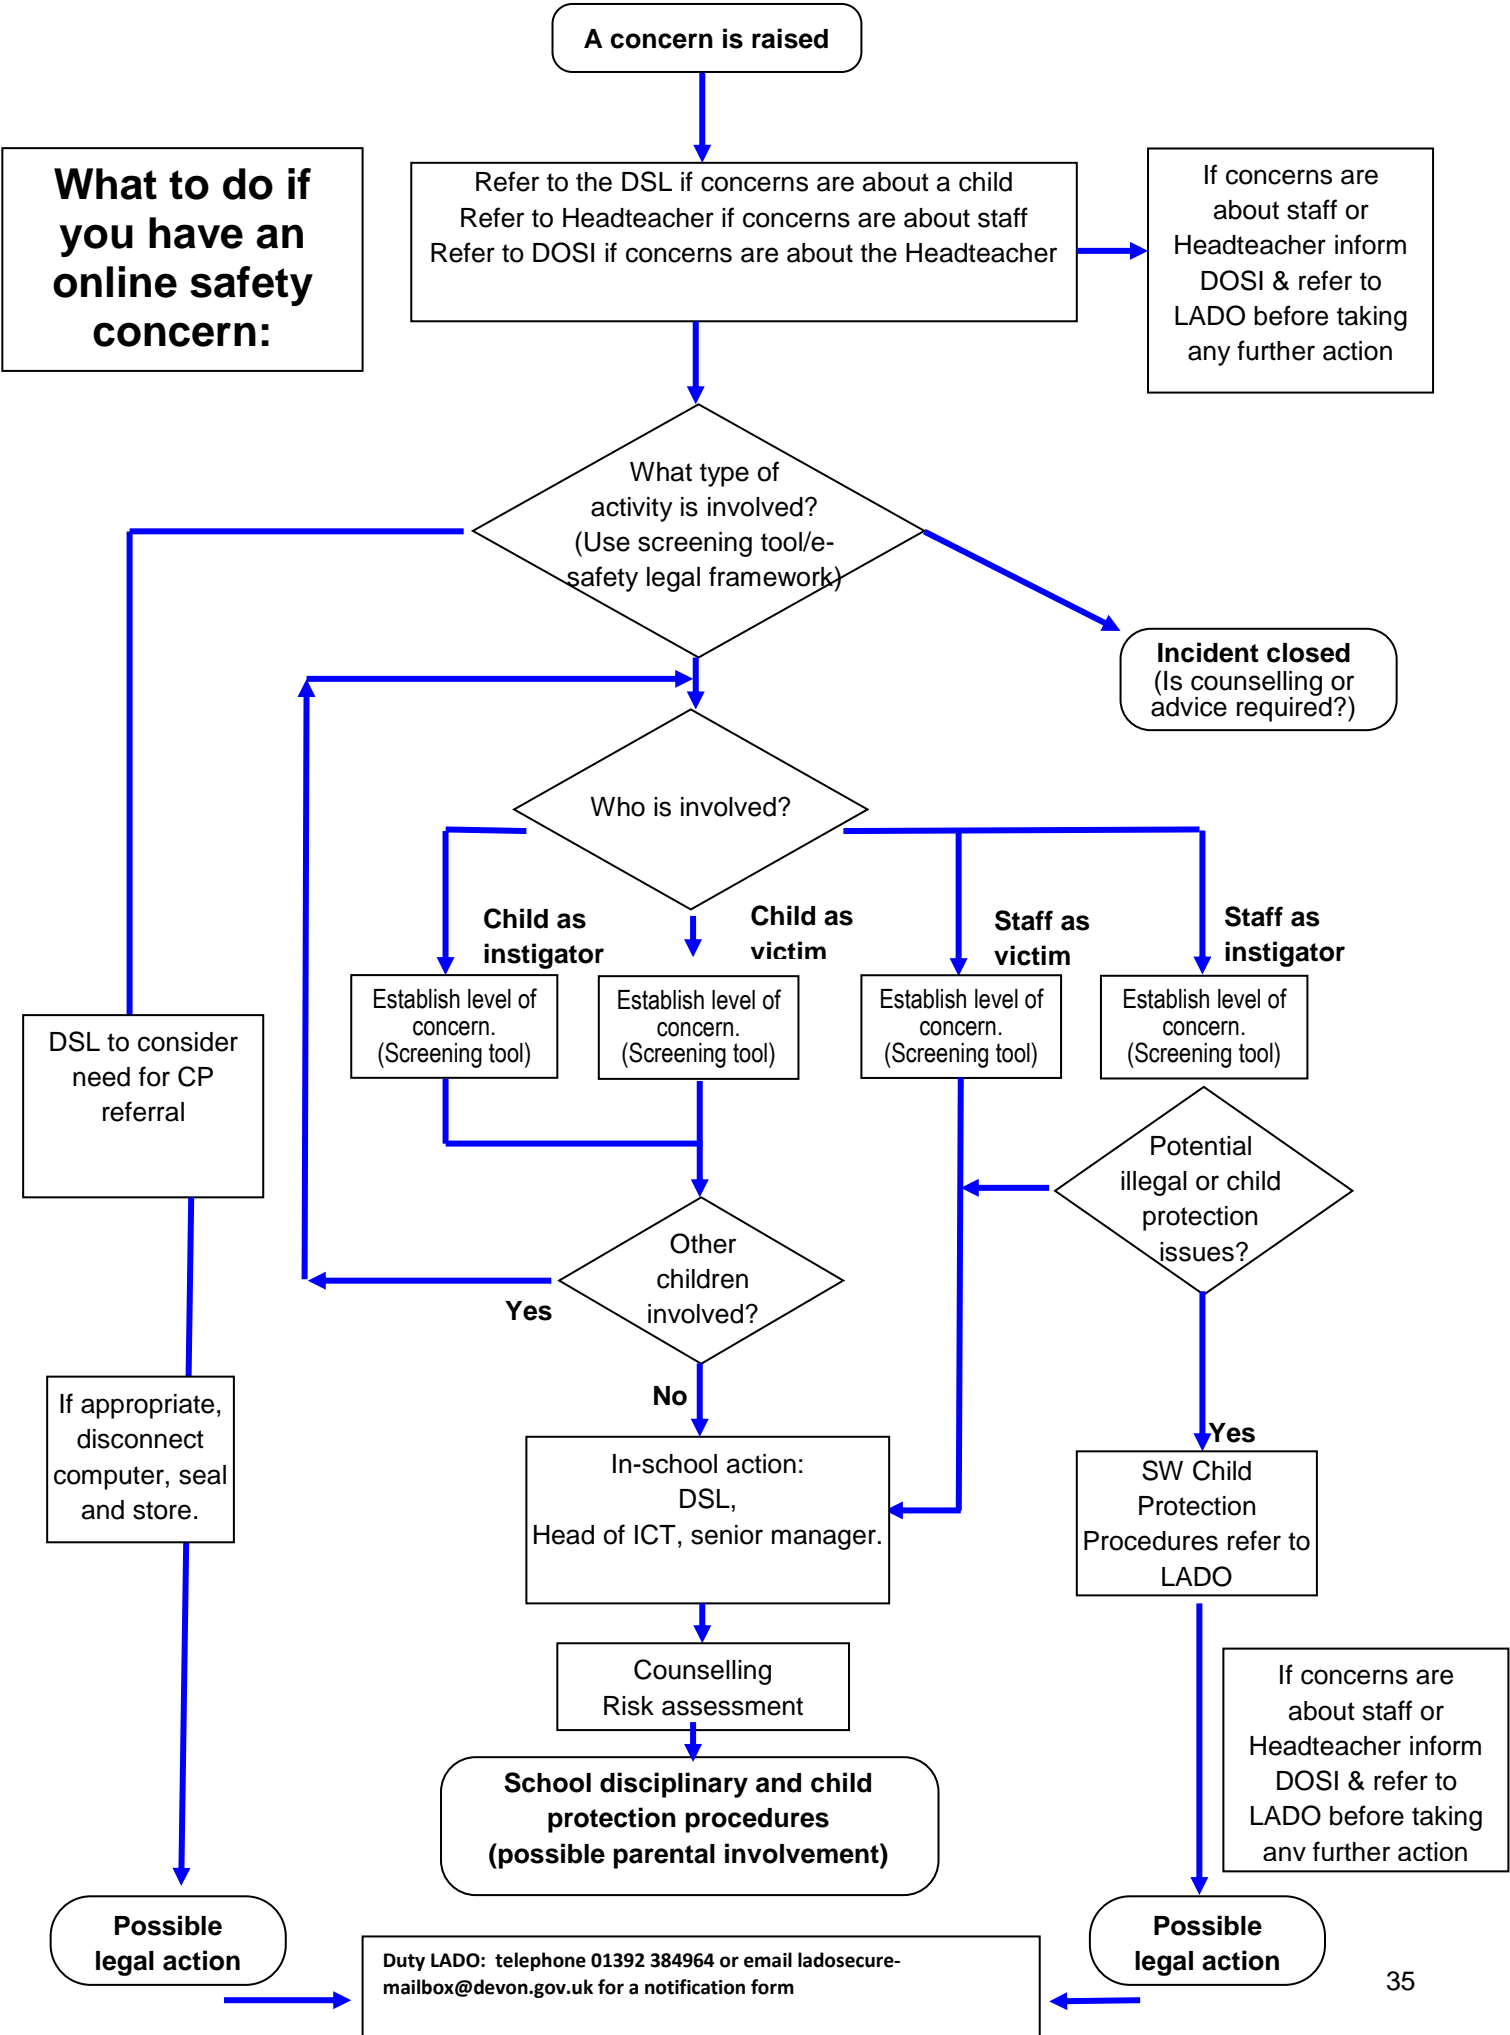 A concern is raised
What to do if
you have an
online safety
concern:
Refer to the DSL if concerns are about a child
Refer to Headteacher if concerns are about staff
Refer to DOSI if concerns are about the Headteacher
If concerns are
about staff or
Headteacher inform
DOSI & refer to
LADO before taking
any further action
What type of
activity is involved?
(Use screening tool/e-
safety legal framework)
Incident closed
(Is counselling or
advice required?)
Who is involved?
Child as
instigator
Child as
victim
Staff as
victim
Staff as
instigator
Establish level of
concern.
(Screening tool)
Establish level of
concern.
(Screening tool)
Establish level of
concern.
(Screening tool)
Establish level of
concern.
(Screening tool)
DSL to consider
need for CP
referral
Potential
illegal or child
protection
issues?
Other
children
involved?
Yes
No
If appropriate,
disconnect
computer, seal
and store.
In-school action:
DSL,
Head of ICT, senior manager.
Yes
SW Child
Protection
Procedures refer to
LADO
Counselling
Risk assessment
If concerns are
about staff or
Headteacher inform
DOSI & refer to
LADO before taking
any further action
School disciplinary and child
protection procedures
(possible parental involvement)
Possible
legal action
Possible
legal action
Duty LADO: telephone 01392 384964 or email ladosecure-
mailbox@devon.gov.uk for a notification form
35